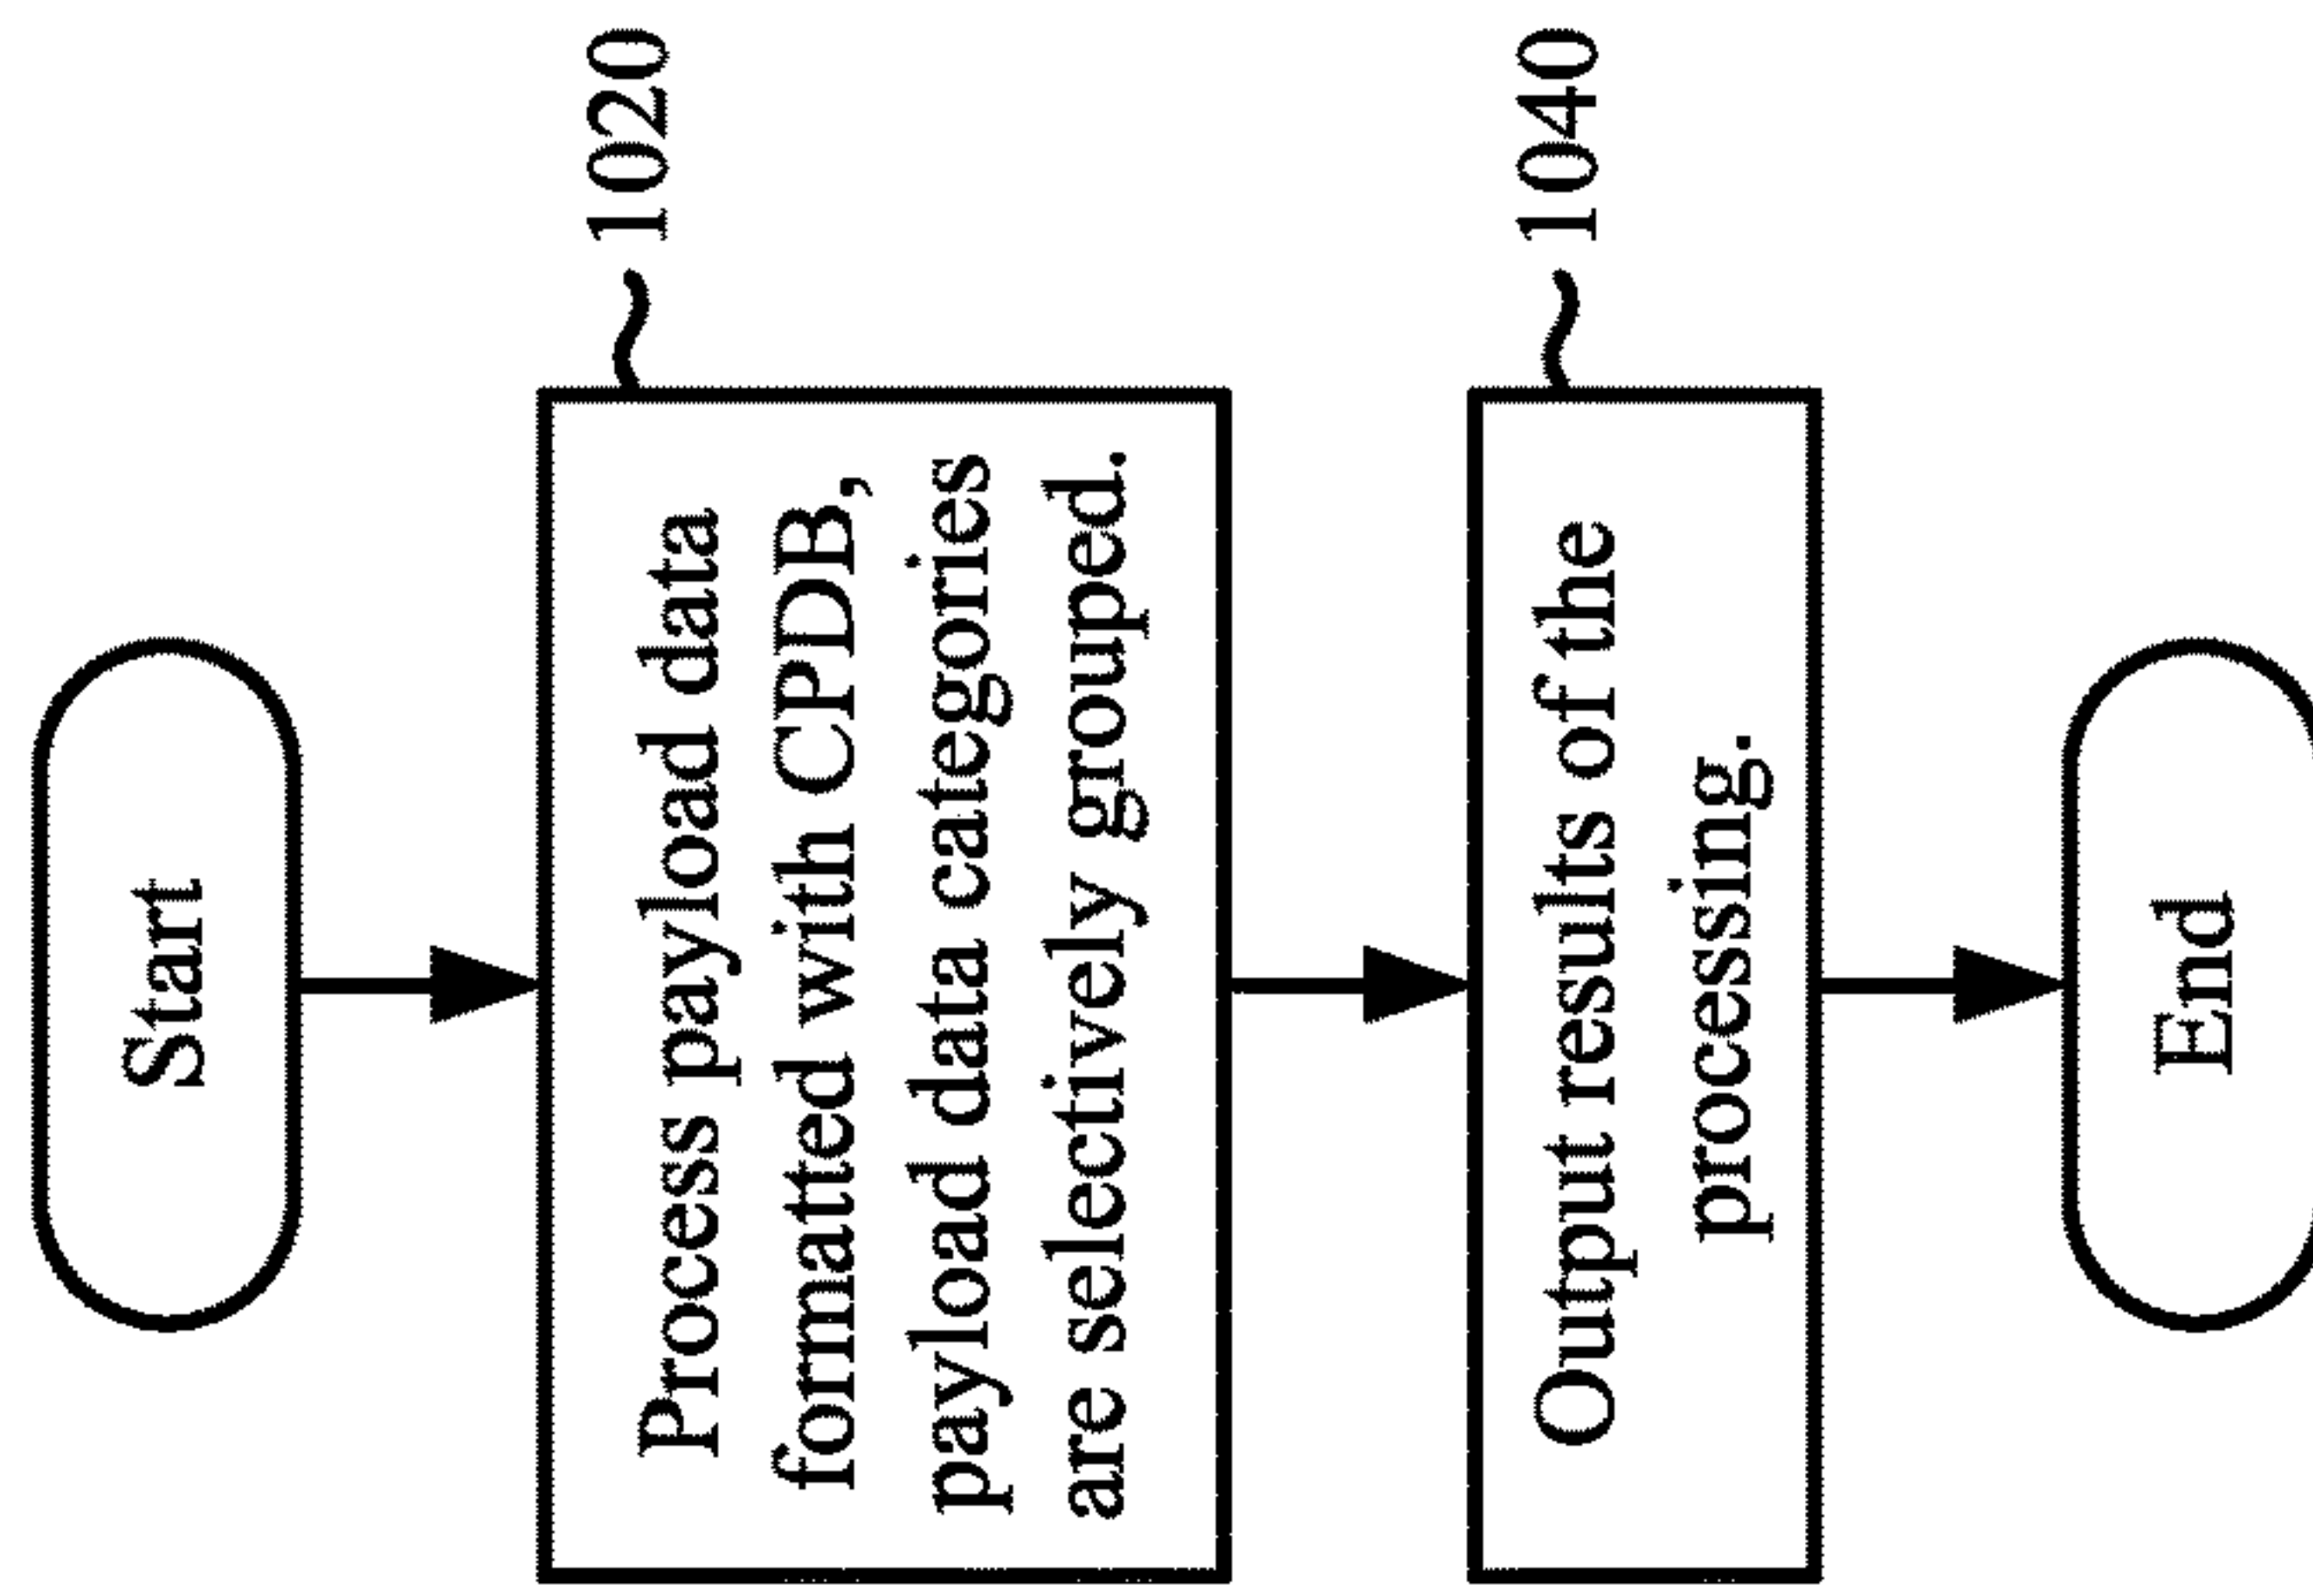 Start
1020
Process payload data
formatted with CPDB,
payload data categories
are selectively grouped.
1040
Output results of the
processing.
End